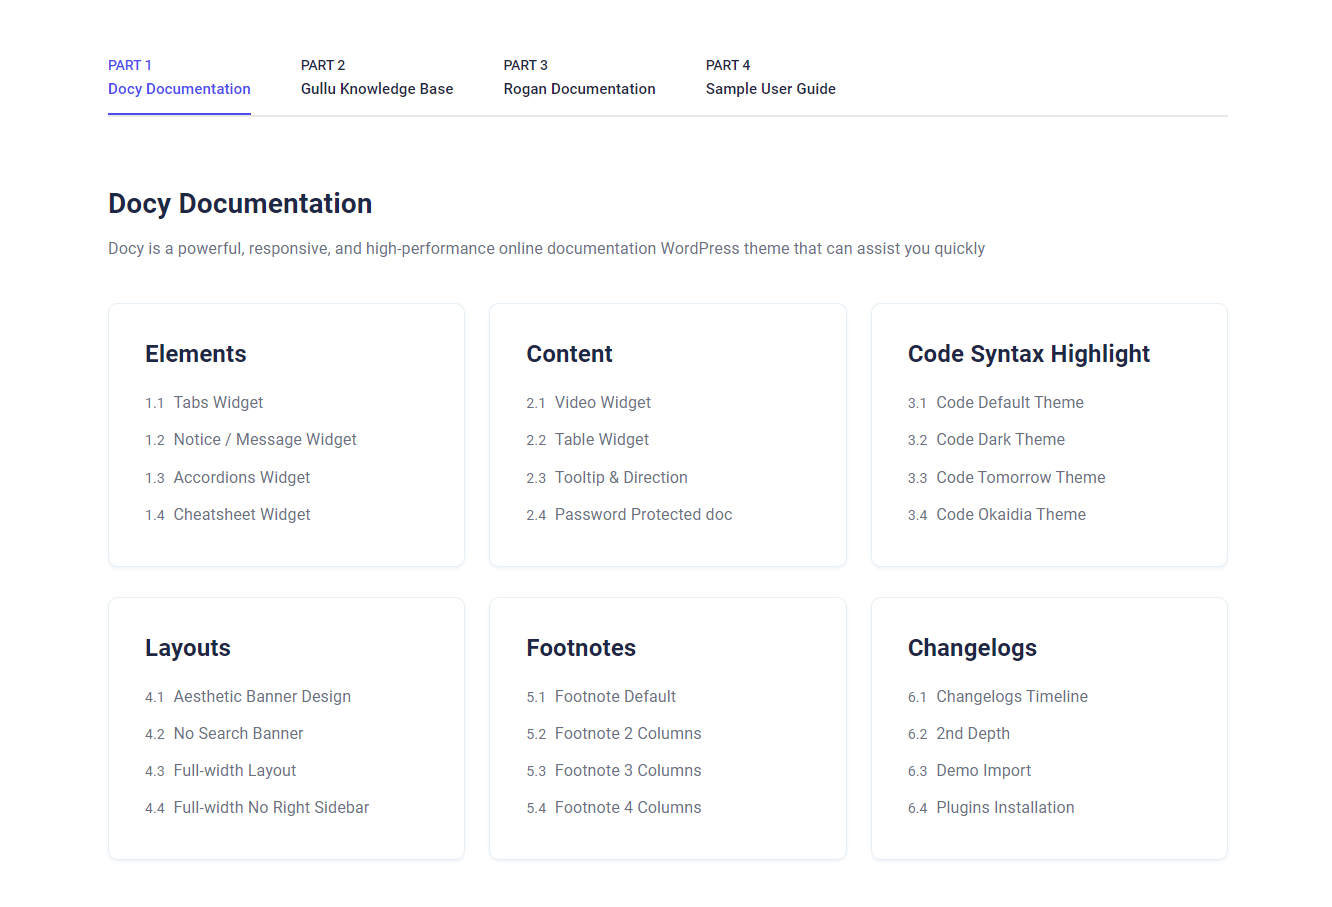 PART 1
Docy Documentation
PART 2
Gullu Knowledge Base
PART 3
Rogan Documentation
PART 4
Sample User Guide
Docy Documentation
Docy is a powerful, responsive, and high-performance online documentation WordPress theme that can assist you quickly
Elements
1.1 Tabs Widget
1.2 Notice / Message Widget
1.3 Accordions Widget
1.4 Cheatsheet Widget
Content
2.1 Video Widget
2.2 Table Widget
2.3 Tooltip & Direction
2.4 Password Protected doc
Code Syntax Highlight
3.1 Code Default Theme
3.2 Code Dark Theme
3.3 Code Tomorrow Theme
3.4 Code Okaidia Theme
Layouts
4.1 Aesthetic Banner Design
4.2 No Search Banner
4.3 Full-width Layout
4.4 Full-width No Right Sidebar
Footnotes
5.1 Footnote Default
5.2 Footnote 2 Columns
5.3 Footnote 3 Columns
5.4 Footnote 4 Columns
Changelogs
6.1 Changelogs Timeline
6.2 2nd Depth
6.3 Demo Import
6.4 Plugins Installation